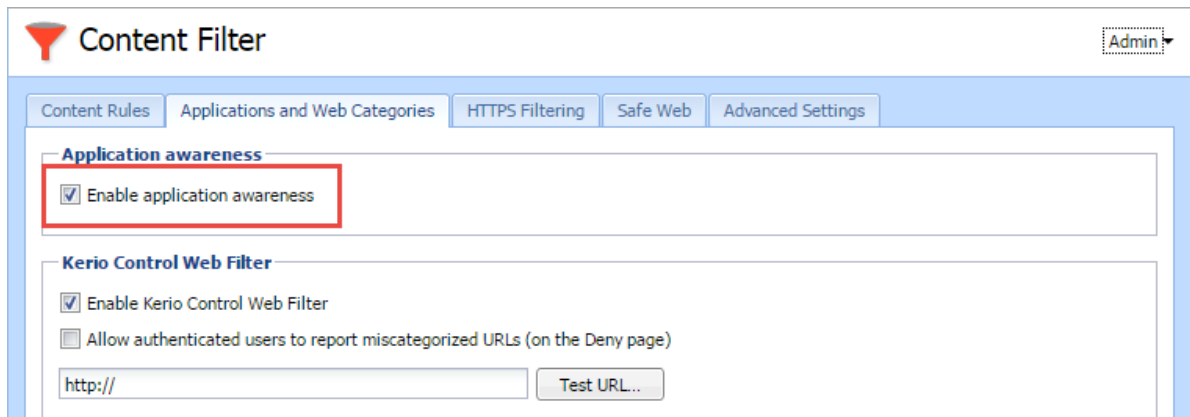 Content Filter
Admin
Content Rules Applications and Web Categories HTTPS Filtering Safe Web Advanced Settings
Application awareness
Enable application awareness
Kerio Control Web Filter
Enable Kerio Control Web Filter
Allow authenticated users to report miscategorized URLs (on the Deny page)
http:// Test URL...